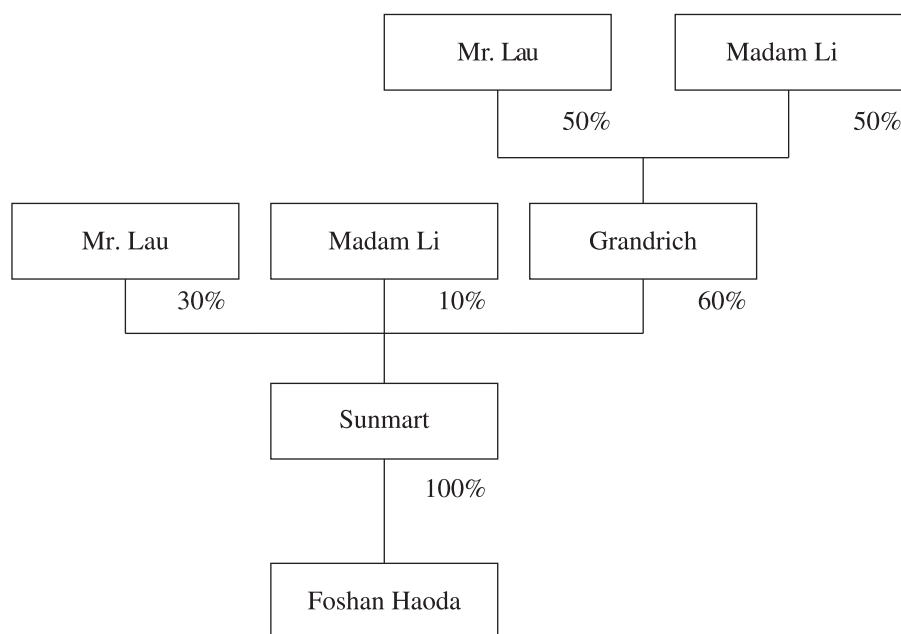 Mr. Lau Madam Li
50% 50%
Mr. Lau Madam Li Grandrich
30% 10% 60%
Sunmart
100%
Foshan Haoda